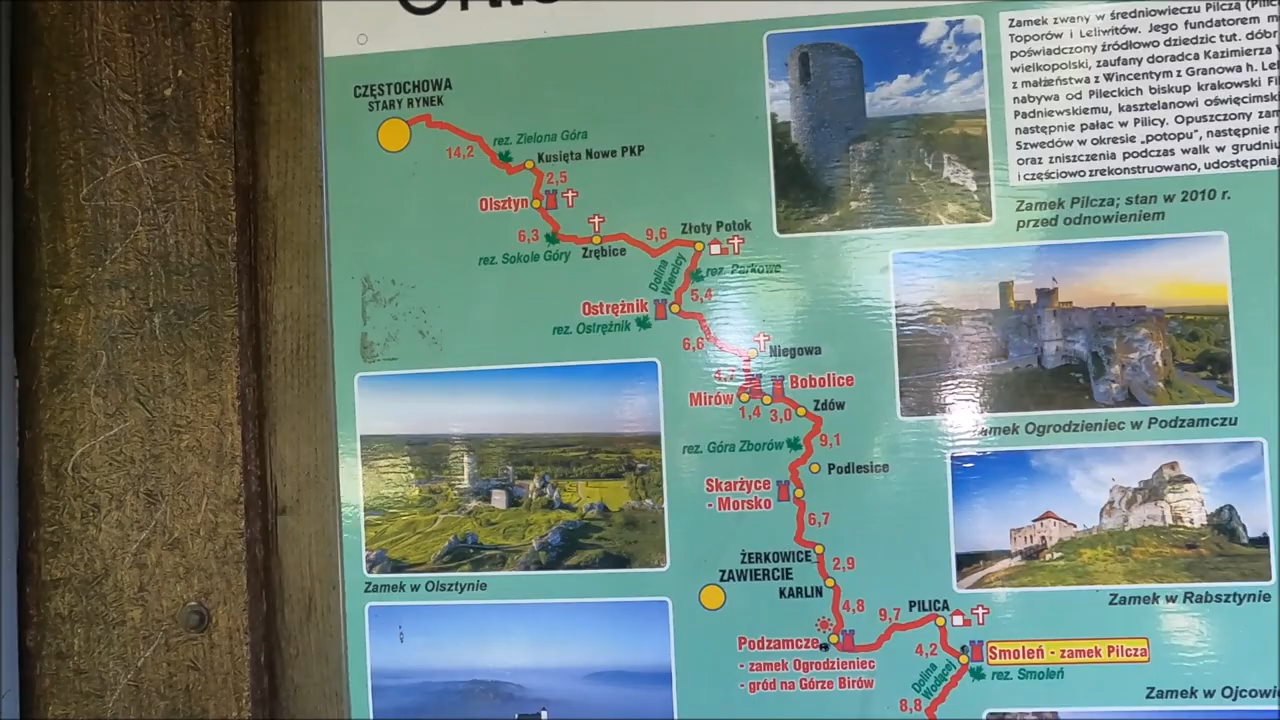 Zamek zwany w średniowieczu Pilczą
Toporów i Leliwitów. Jego fundatorem
poświadczony źródłowo dziedzic tut. dóbr
wielkopolski, zaufany doradca Kazimierza
z małżeństwa z Wincentym z Granowa h.
nabywa od Pileckich biskup krakowski
Padniewskiemu, kasztelanowi
następnie pałac w Pilicy. Opuszczony
Szwedów w okresie „potopu”, następnie
oraz zniszczenia podczas walk w grudniu
i częściowo zrekonstruowano,
Zamek Pilcza; stan w 2010 r.
przed odnowieniem
CZĘSTOCHOWA
STARY RYNEK
rez. Zielona Góra
14,2
Kusięta Nowe PKP
2,5
Olsztyn
6,3
rez. Sokole Góry
Zrębice
9,6
Złoty Potok
Dolina
Wiercicy
rez. Parkowe
5,4
Ostrężnik
rez. Ostrężnik
6,6
Niegowa
4,7
Bobolice
Mirów
1,4
3,0
Zdów
9,1
rez. Góra Zborów
Podlesice
Skarżyce
- Morsko
6,7
ŻERKOWICE
2,9
ZAWIERCIE
KARLIN
4,8
9,7
PILICA
Podzamcze
- zamek Ogrodzieniec
- gród na Górze Birów
4,2
Smoleń - zamek Pilcza
rez. Smoleń
Dolina
Wodącej
8,8
Zamek w Olsztynie
Zamek Ogrodzieniec w Podzamczu
Zamek w Rabsztynie
Zamek w